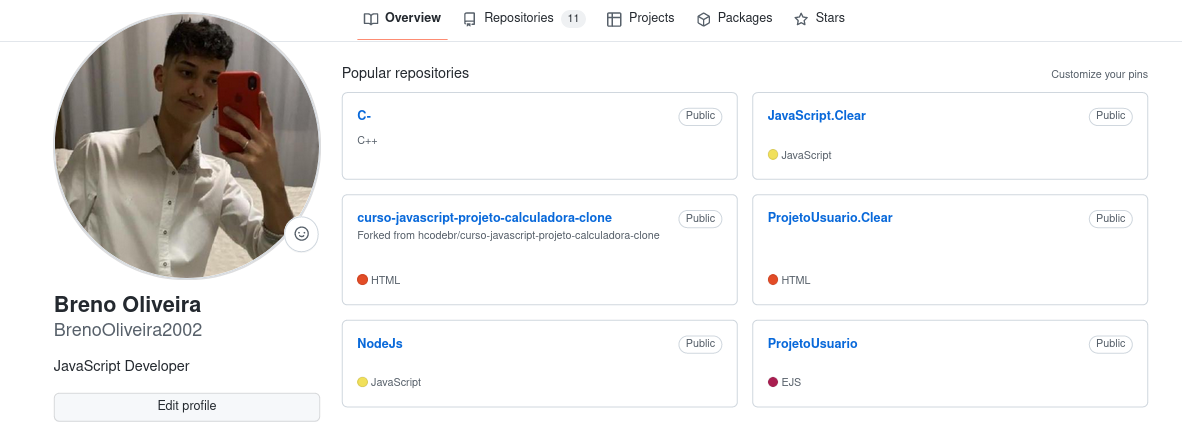 Overview
Repositories 11
Projects
Packages
Stars
Breno Oliveira
BrenoOliveira2002
JavaScript Developer
Edit profile
Popular repositories
Customize your pins
C-
Public
C++
JavaScript.Clear
Public
JavaScript
curso-javascript-projeto-calculadora-clone
Public
Forked from hcodebr/curso-javascript-projeto-calculadora-clone
HTML
ProjetoUsuario.Clear
Public
HTML
NodeJs
Public
JavaScript
ProjetoUsuario
Public
EJS